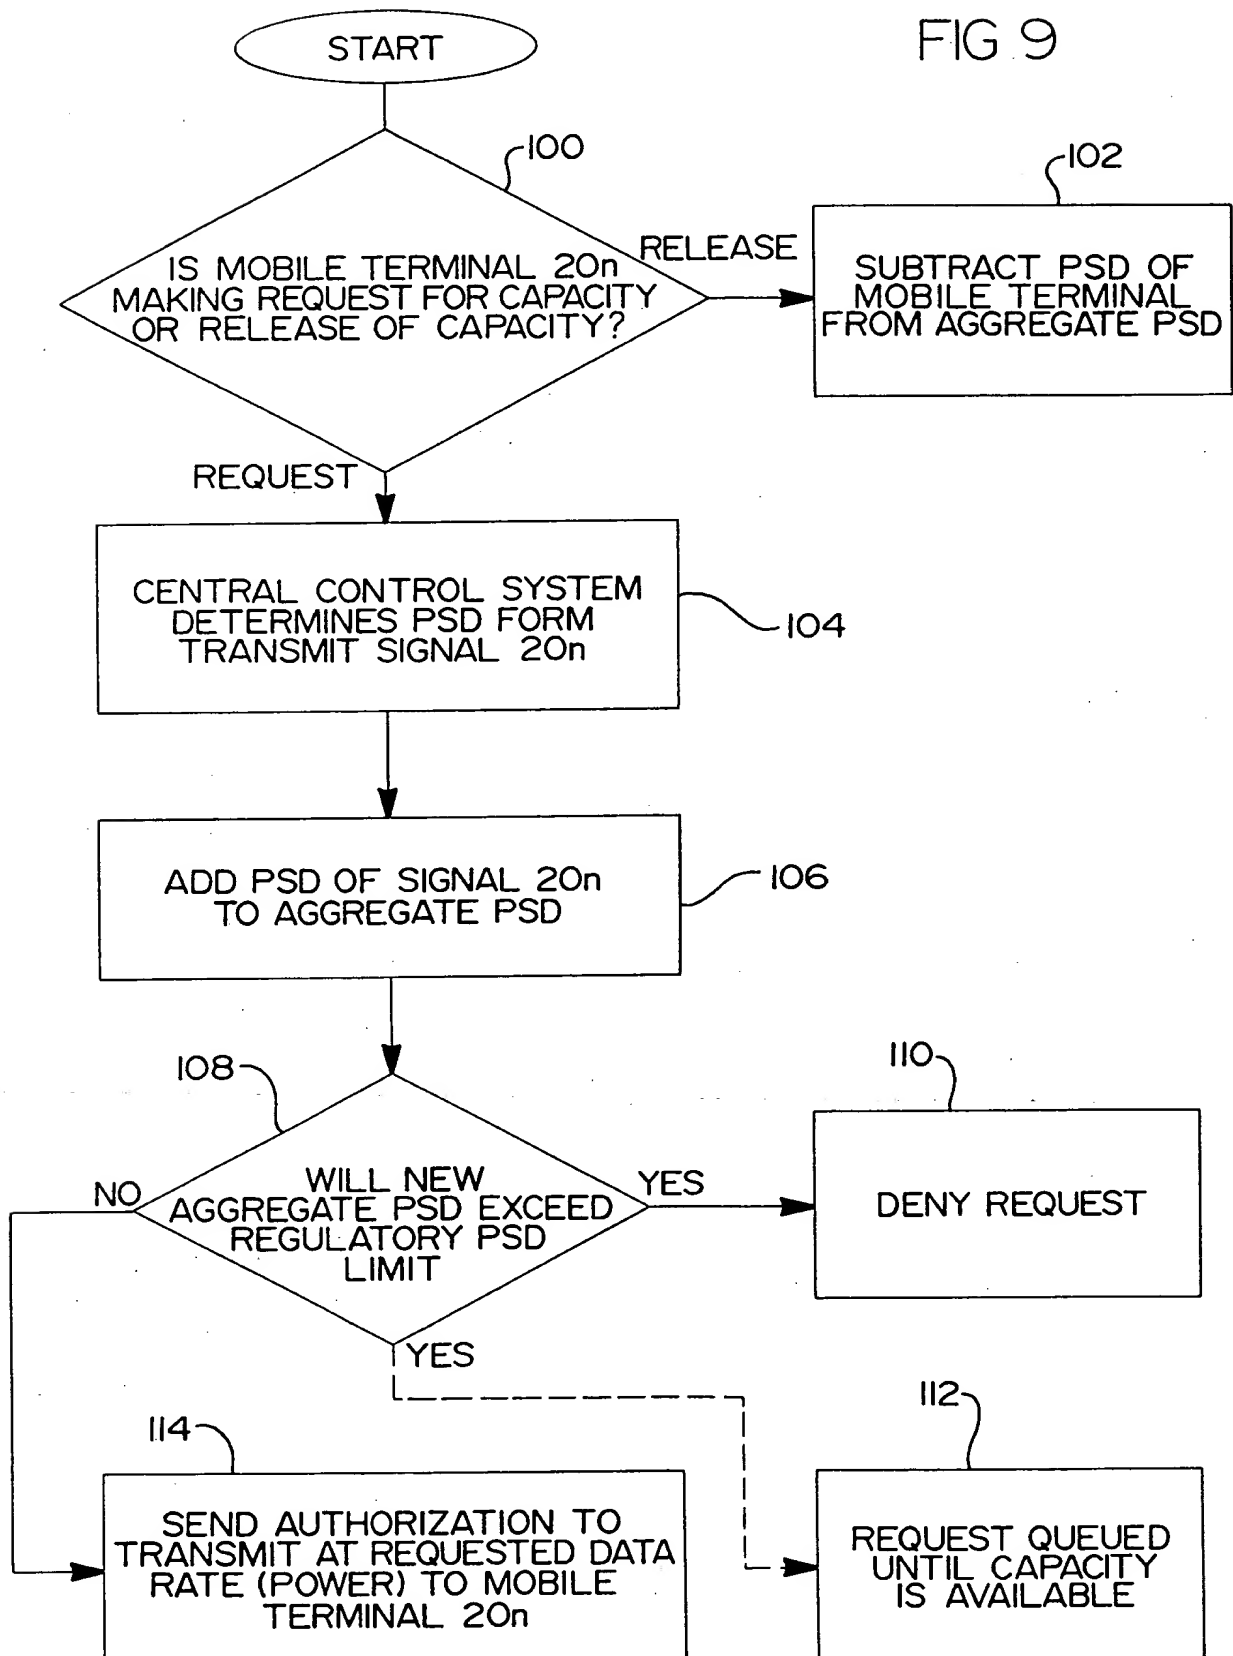 START
FIG 9
100
102
IS MOBILE TERMINAL 20n
MAKING REQUEST FOR CAPACITY
OR RELEASE OF CAPACITY?
RELEASE
SUBTRACT PSD OF
MOBILE TERMINAL
FROM AGGREGATE PSD
REQUEST
CENTRAL CONTROL SYSTEM
DETERMINES PSD FORM
TRANSMIT SIGNAL 20n
104
ADD PSD OF SIGNAL 20n
TO AGGREGATE PSD
106
108
110
WILL NEW
AGGREGATE PSD EXCEED
REGULATORY PSD
LIMIT
NO
YES
DENY REQUEST
YES
114
112
SEND AUTHORIZATION TO
TRANSMIT AT REQUESTED DATA
RATE (POWER) TO MOBILE
TERMINAL 20n
REQUEST QUEUED
UNTIL CAPACITY
IS AVAILABLE